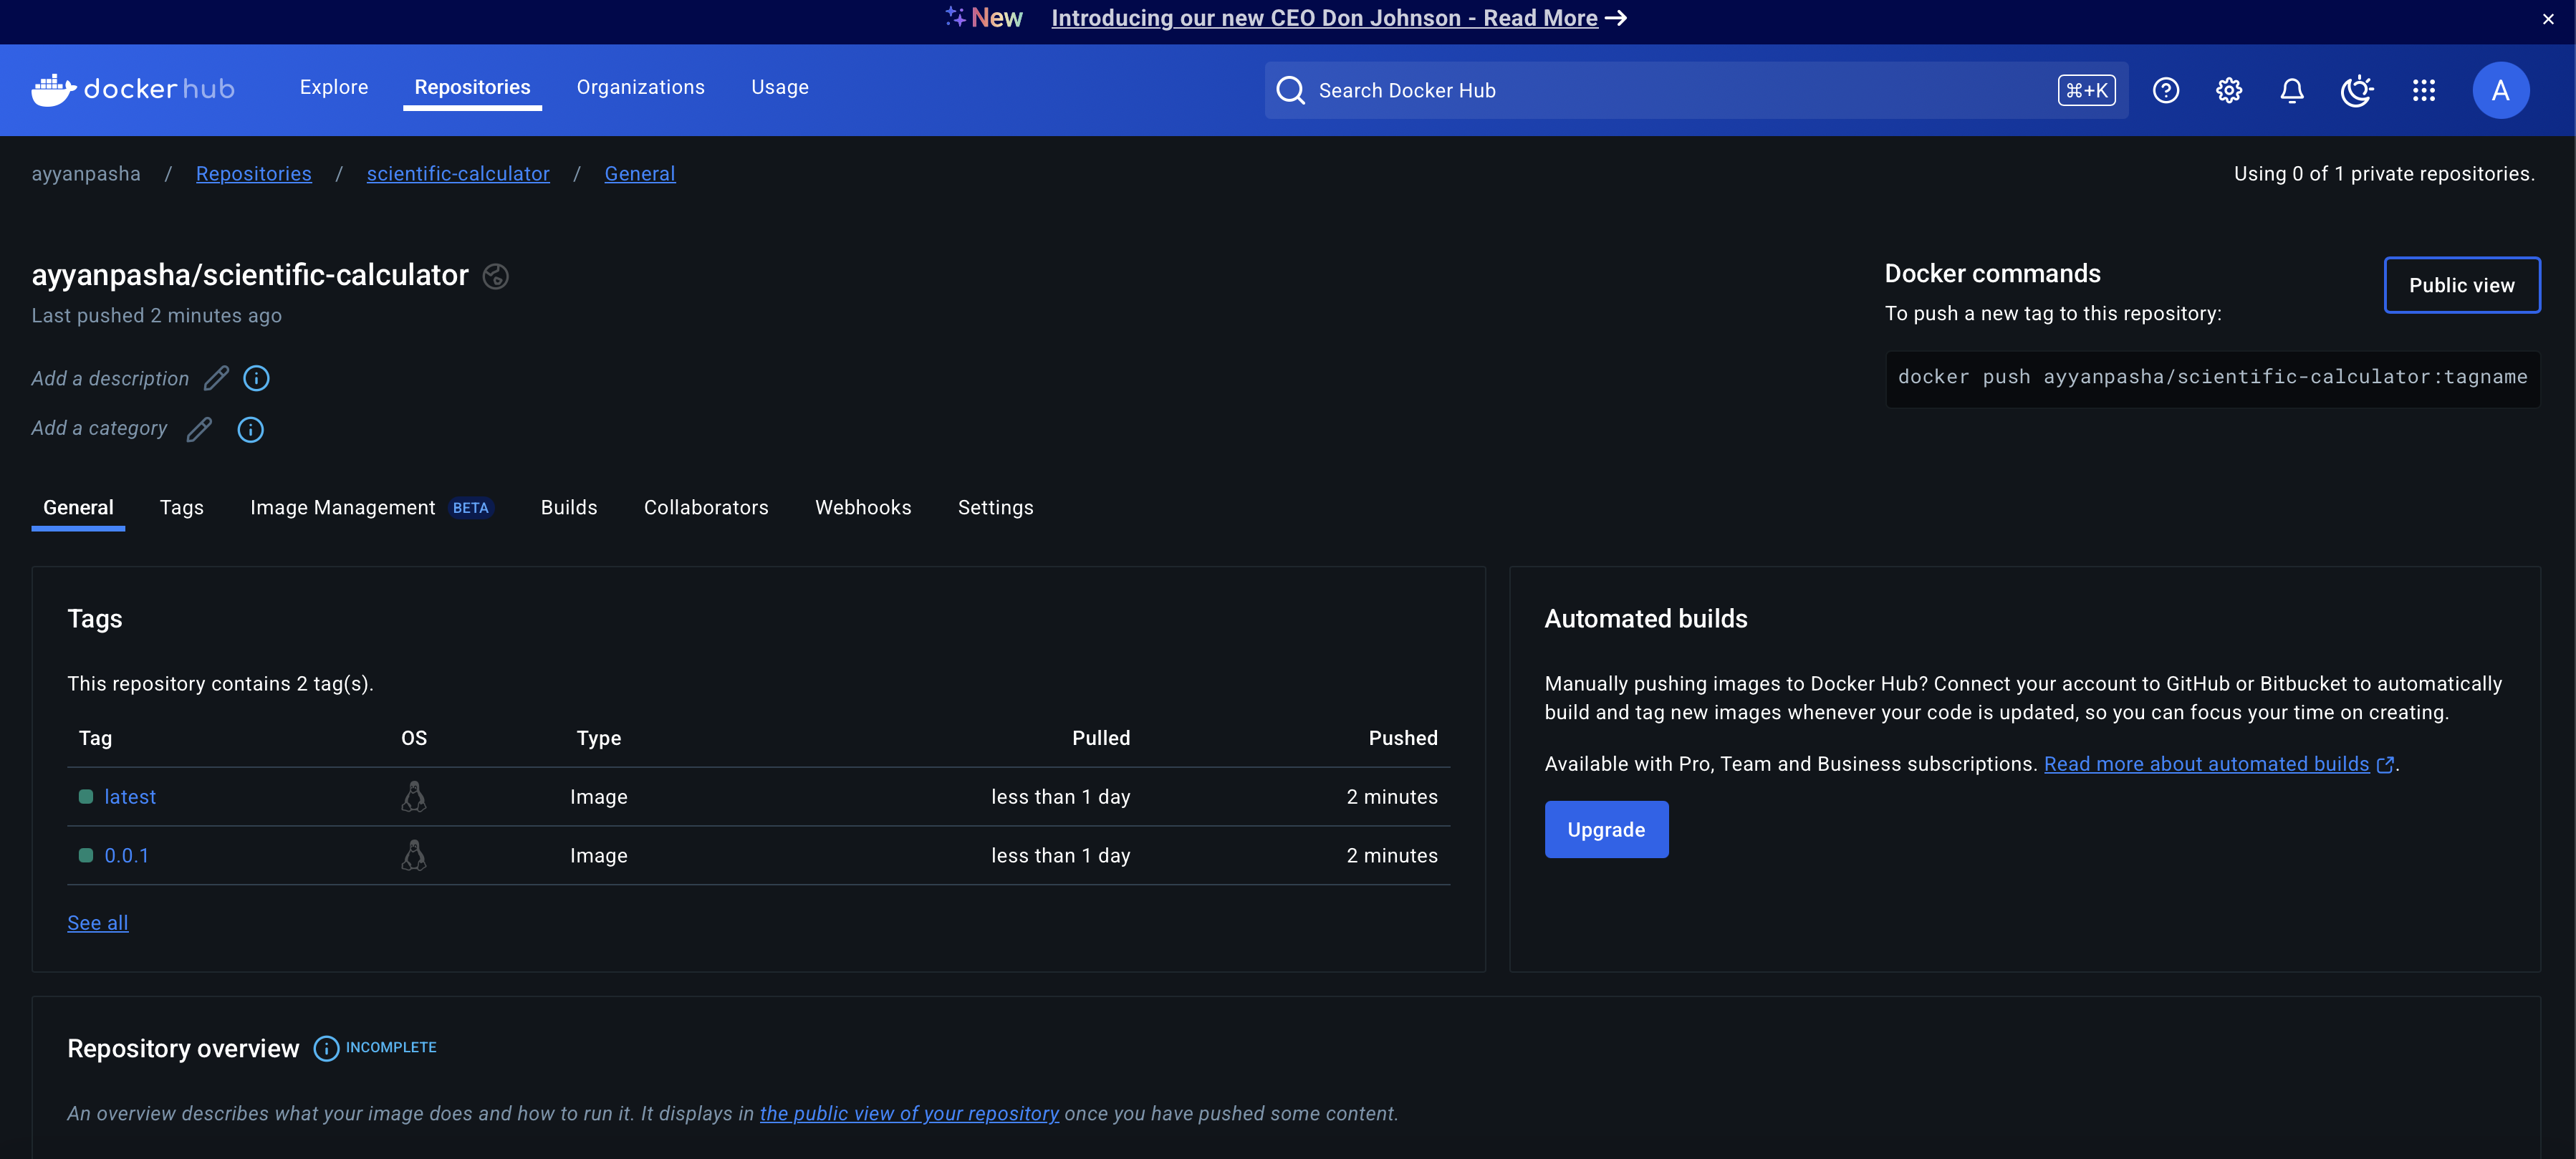 New Introducing our new CEO Don Johnson - Read More → ×
docker hub Explore Repositories Organizations Usage Search Docker Hub ⌘+K A
ayyanpasha / Repositories / scientific-calculator / General Using 0 of 1 private repositories.
ayyanpasha/scientific-calculator
Last pushed 2 minutes ago
Add a description
Add a category
Docker commands
Public view
To push a new tag to this repository:
docker push ayyanpasha/scientific-calculator:tagname
General Tags Image Management BETA Builds Collaborators Webhooks Settings
Tags
This repository contains 2 tag(s).
Tag OS Type Pulled Pushed
latest Image less than 1 day 2 minutes
0.0.1 Image less than 1 day 2 minutes
See all
Automated builds
Manually pushing images to Docker Hub? Connect your account to GitHub or Bitbucket to automatically
build and tag new images whenever your code is updated, so you can focus your time on creating.
Available with Pro, Team and Business subscriptions. Read more about automated builds.
Upgrade
Repository overview INCOMPLETE
An overview describes what your image does and how to run it. It displays in the public view of your repository once you have pushed some content.